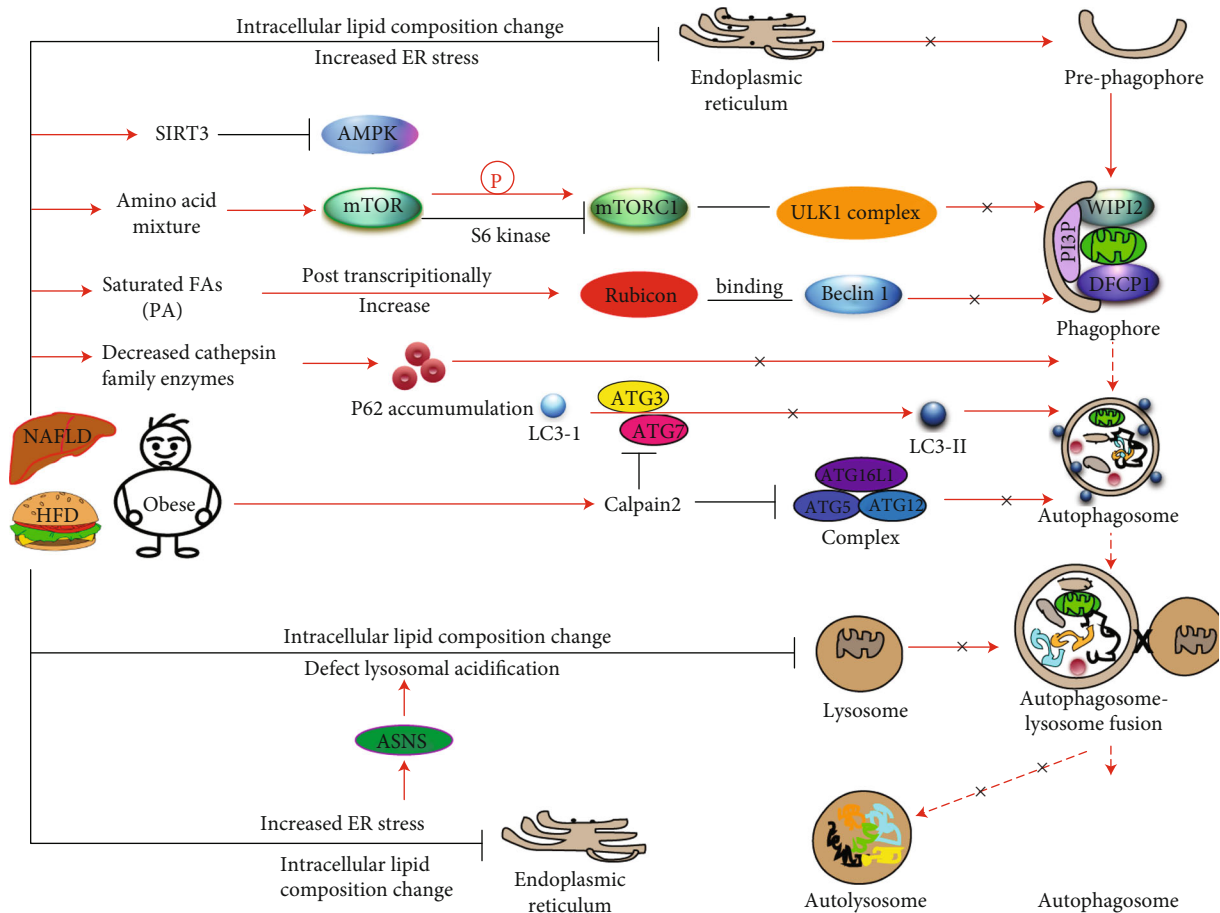 Intracellular lipid composition change
Increased ER stress
Endoplasmic
reticulum
Pre-phagophore
SIRT3
AMPK
Amino acid
mixture
mTOR
P
S6 kinase
mTORC1
ULK1 complex
WIPI2
PI3P
DFCP1
Phagophore
Saturated FAs
(PA)
Post transcripitionally
Increase
Rubicon
binding
Beclin 1
Decreased cathepsin
family enzymes
P62 accumumulation
LC3-1
ATG3
ATG7
LC3-II
NAFLD
HFD
Obese
Calpain2
ATG16L1
ATG5
ATG12
Complex
Autophagosome
Intracellular lipid composition change
Defect lysosomal acidification
Lysosome
Autophagosome-
lysosome fusion
X
ASNS
Increased ER stress
Intracellular lipid
composition change
Endoplasmic
reticulum
Autolysosome
Autophagosome